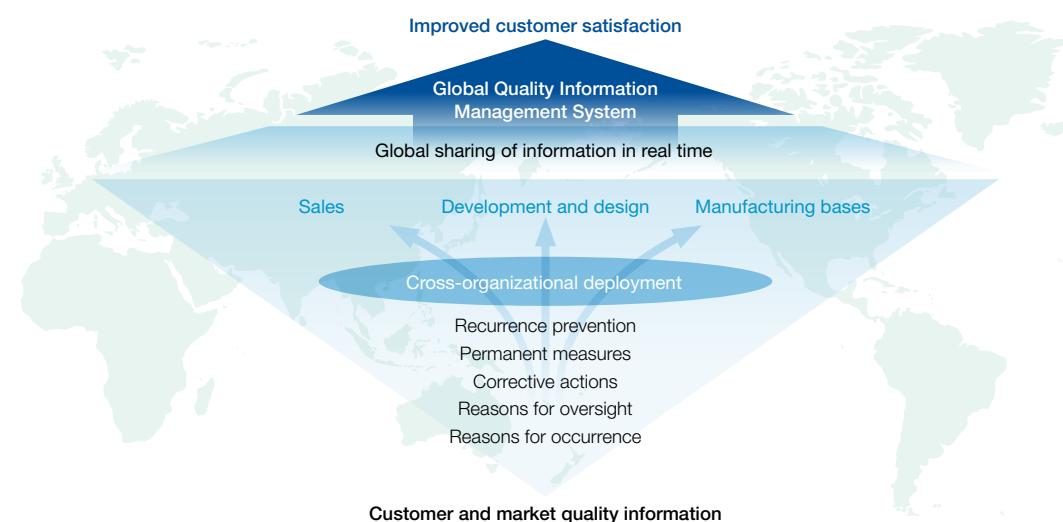 Improved customer satisfaction
Global Quality Information
Management System
Global sharing of information in real time
Sales
Development and design
Manufacturing bases
Cross-organizational deployment
Recurrence prevention
Permanent measures
Corrective actions
Reasons for oversight
Reasons for occurrence
Customer and market quality information